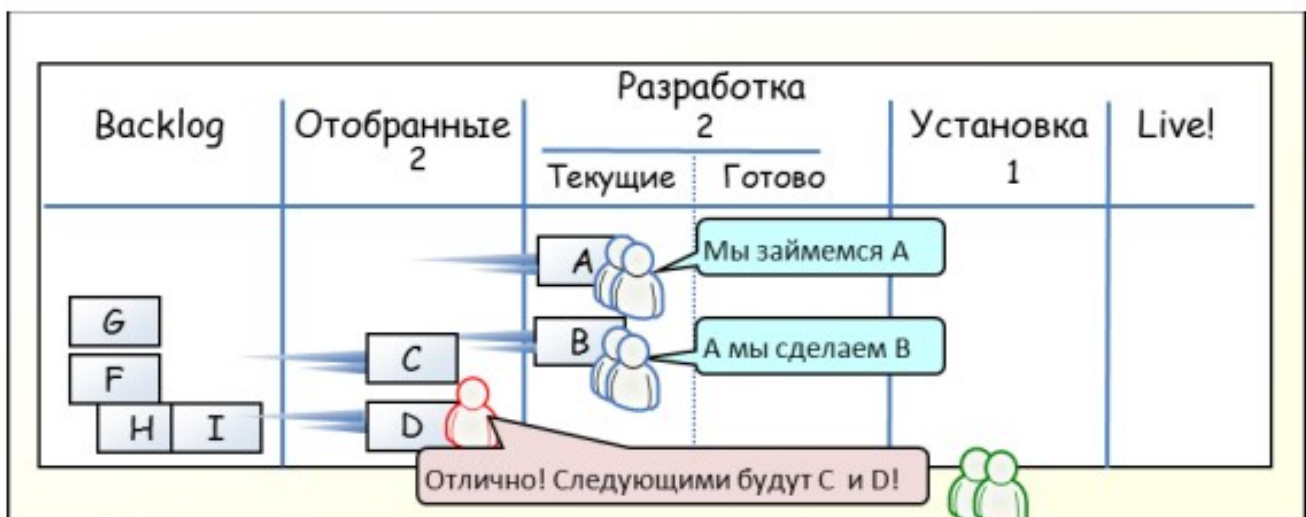 Backlog
Отобранные
2
Разработка
2
Текущие
Готово
Установка
1
Live!
A
Мы займемся А
G
B
А мы сделаем В
C
F
H
I
D
Отлично! Следующими будут C и D!